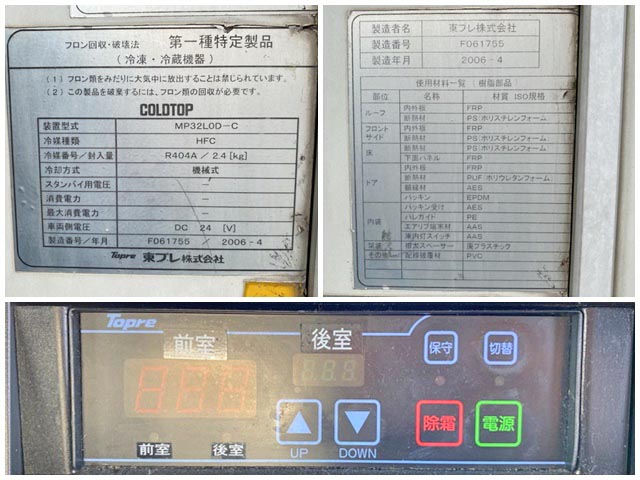 フロン回収・破壊法 第一種特定製品
(冷凍・冷蔵機器)
(1) フロン類をみだりに大気中に放出することは禁じられています。
(2) この製品を破棄するには、フロン類の回収が必要です。
COLDTOP
装置型式 MP32L0D-C
冷媒種類 HFC
冷媒番号/封入量 R404A / 2.4 [kg]
冷却方式 機械式
スタンバイ用電圧 −
消費電力 −
最大消費電力 −
車両側電圧 DC 24 [V]
製造番号/年月 F061755 / 2006-4
Topre 東プレ株式会社
製造者名 東プレ株式会社
製造番号 F061755
製造年月 2006-4
使用材料一覧 : 樹脂部品
部位 名称 材質 ISO規格
ルーフ 内外板 FRP
断熱材 PS:ポリスチレンフォーム
フロント サイド 内外板 FRP
断熱材 PS:ポリスチレンフォーム
床 断熱材 PS:ポリスチレンフォーム
下面パネル FRP
ドア 内外板 FRP
断熱材 PUF:ポリウレタンフォーム
額縁材 AES
パッキン EPDM
内装 パッキン受け AES
バレガイド PE
エアリブ端末材 AAS
庫内灯スイッチ AAS
架装 根太スペーサー 廃プラスチック
その他 配線被覆材 PVC
Topre
前室
後室
保守
切替
UP
DOWN
除霜
電源
前室
後室